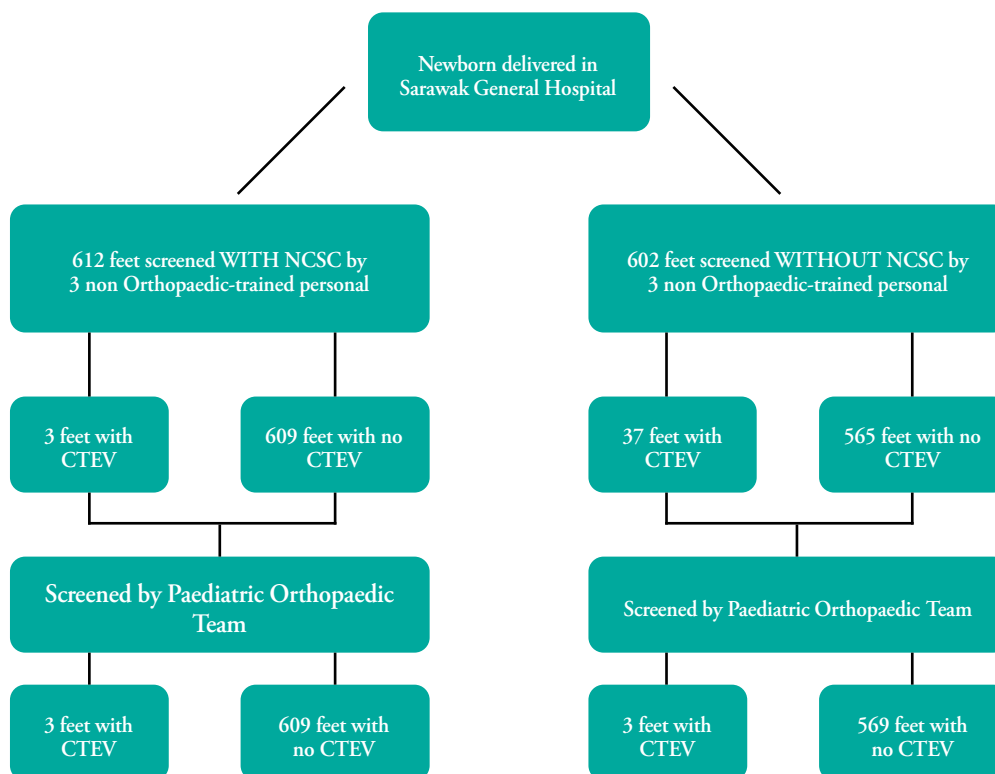 Newborn delivered in
Sarawak General Hospital
612 feet screened WITH NCSC by
3 non Orthopaedic-trained personal
602 feet screened WITHOUT NCSC by
3 non Orthopaedic-trained personal
3 feet with
CTEV
609 feet with no
CTEV
37 feet with
CTEV
565 feet with no
CTEV
Screened by Paediatric Orthopaedic
Team
Screened by Paediatric Orthopaedic Team
3 feet with
CTEV
609 feet with
no CTEV
3 feet with
CTEV
569 feet with
no CTEV